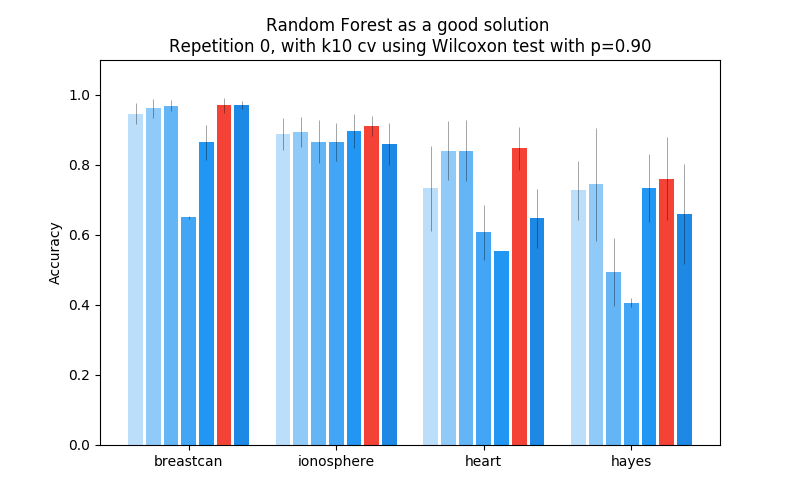 Random Forest as a good solution
Repetition 0, with k10 cv using Wilcoxon test with p=0.90
1.0
0.8
0.6
0.4
0.2
0.0
Accuracy
breastcan
ionosphere
heart
hayes